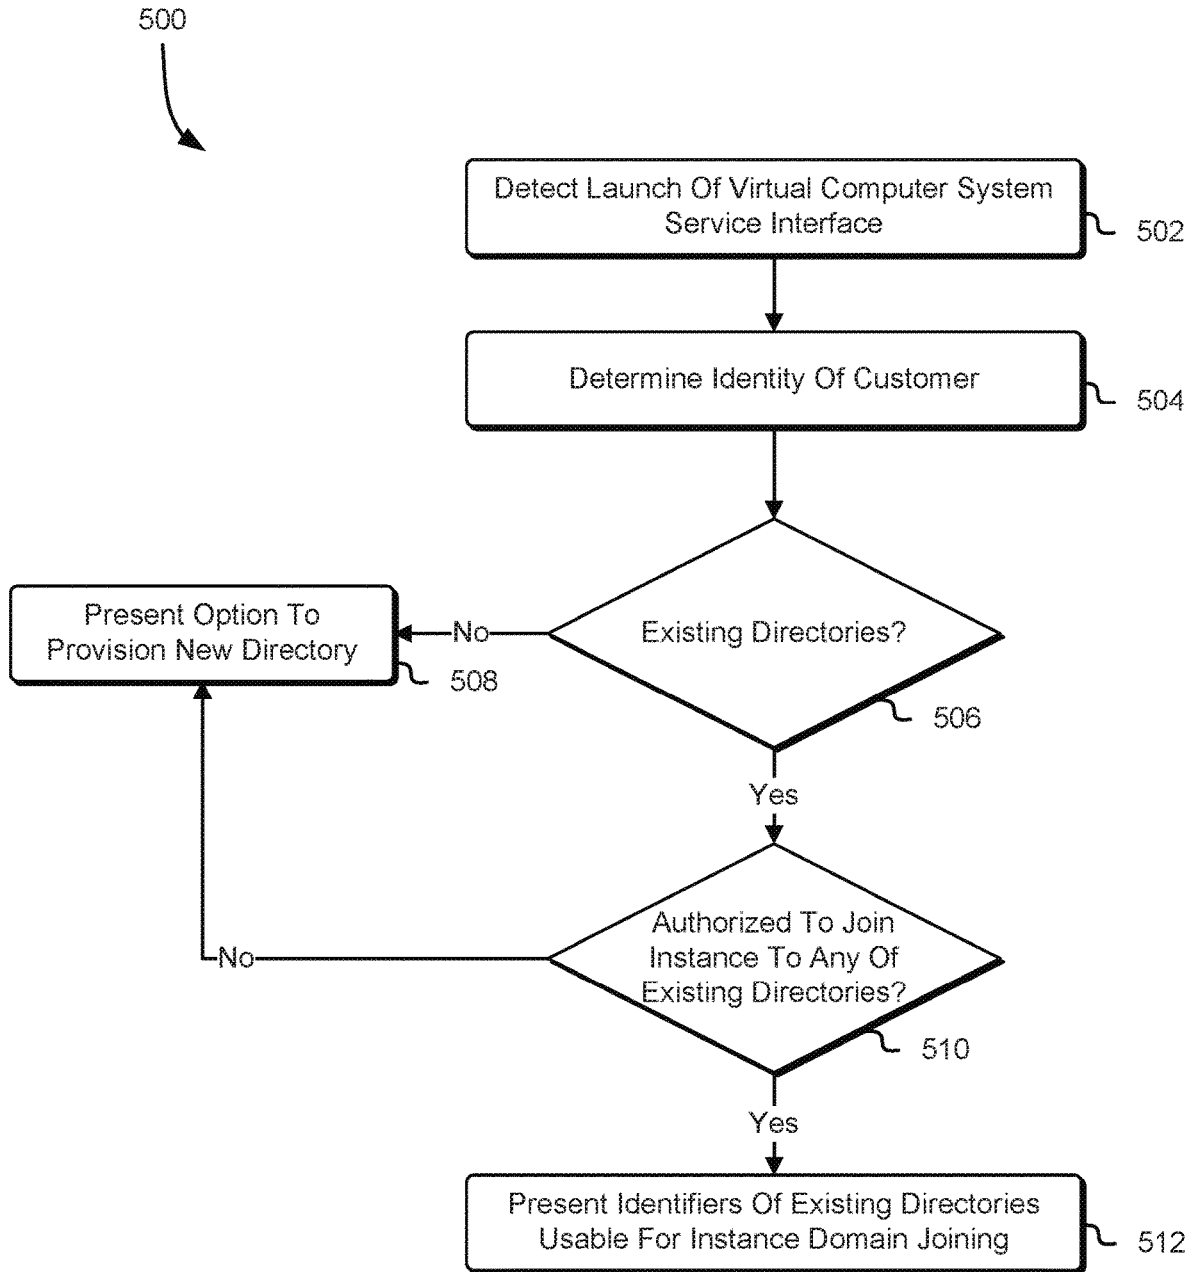 500
Detect Launch Of Virtual Computer System
Service Interface
502
Determine Identity Of Customer
504
Existing Directories?
506
No
Present Option To
Provision New Directory
508
Yes
Authorized To Join
Instance To Any Of
Existing Directories?
510
No
Yes
Present Identifiers Of Existing Directories
Usable For Instance Domain Joining
512